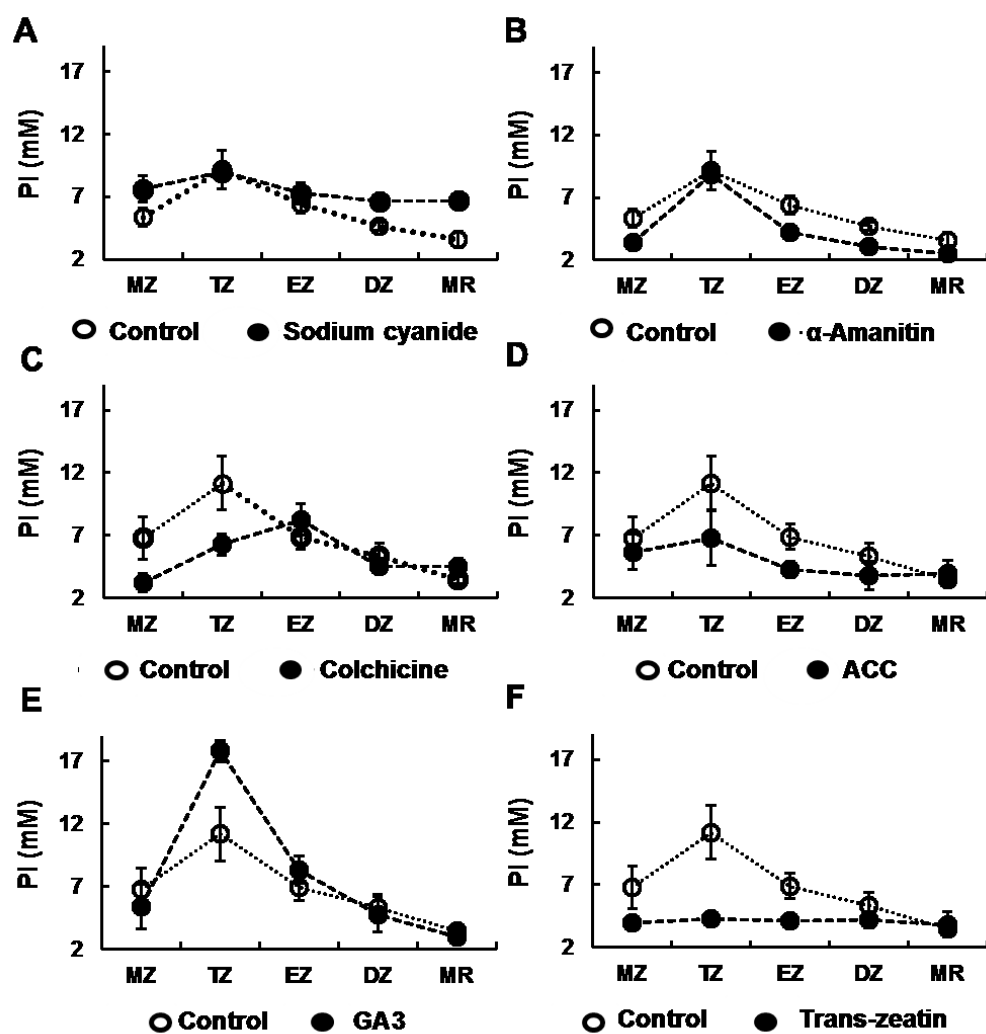 A
17
12
7
2
PI (mM)
MZ TZ EZ DZ MR
Control Sodium cyanide
B
17
12
7
2
PI (mM)
MZ TZ EZ DZ MR
Control α-Amanitin
C
17
12
7
2
PI (mM)
MZ TZ EZ DZ MR
Control Colchicine
D
17
12
7
2
PI (mM)
MZ TZ EZ DZ MR
Control ACC
E
17
12
7
2
PI (mM)
MZ TZ EZ DZ MR
Control GA3
F
17
12
7
2
PI (mM)
MZ TZ EZ DZ MR
Control Trans-zeatin